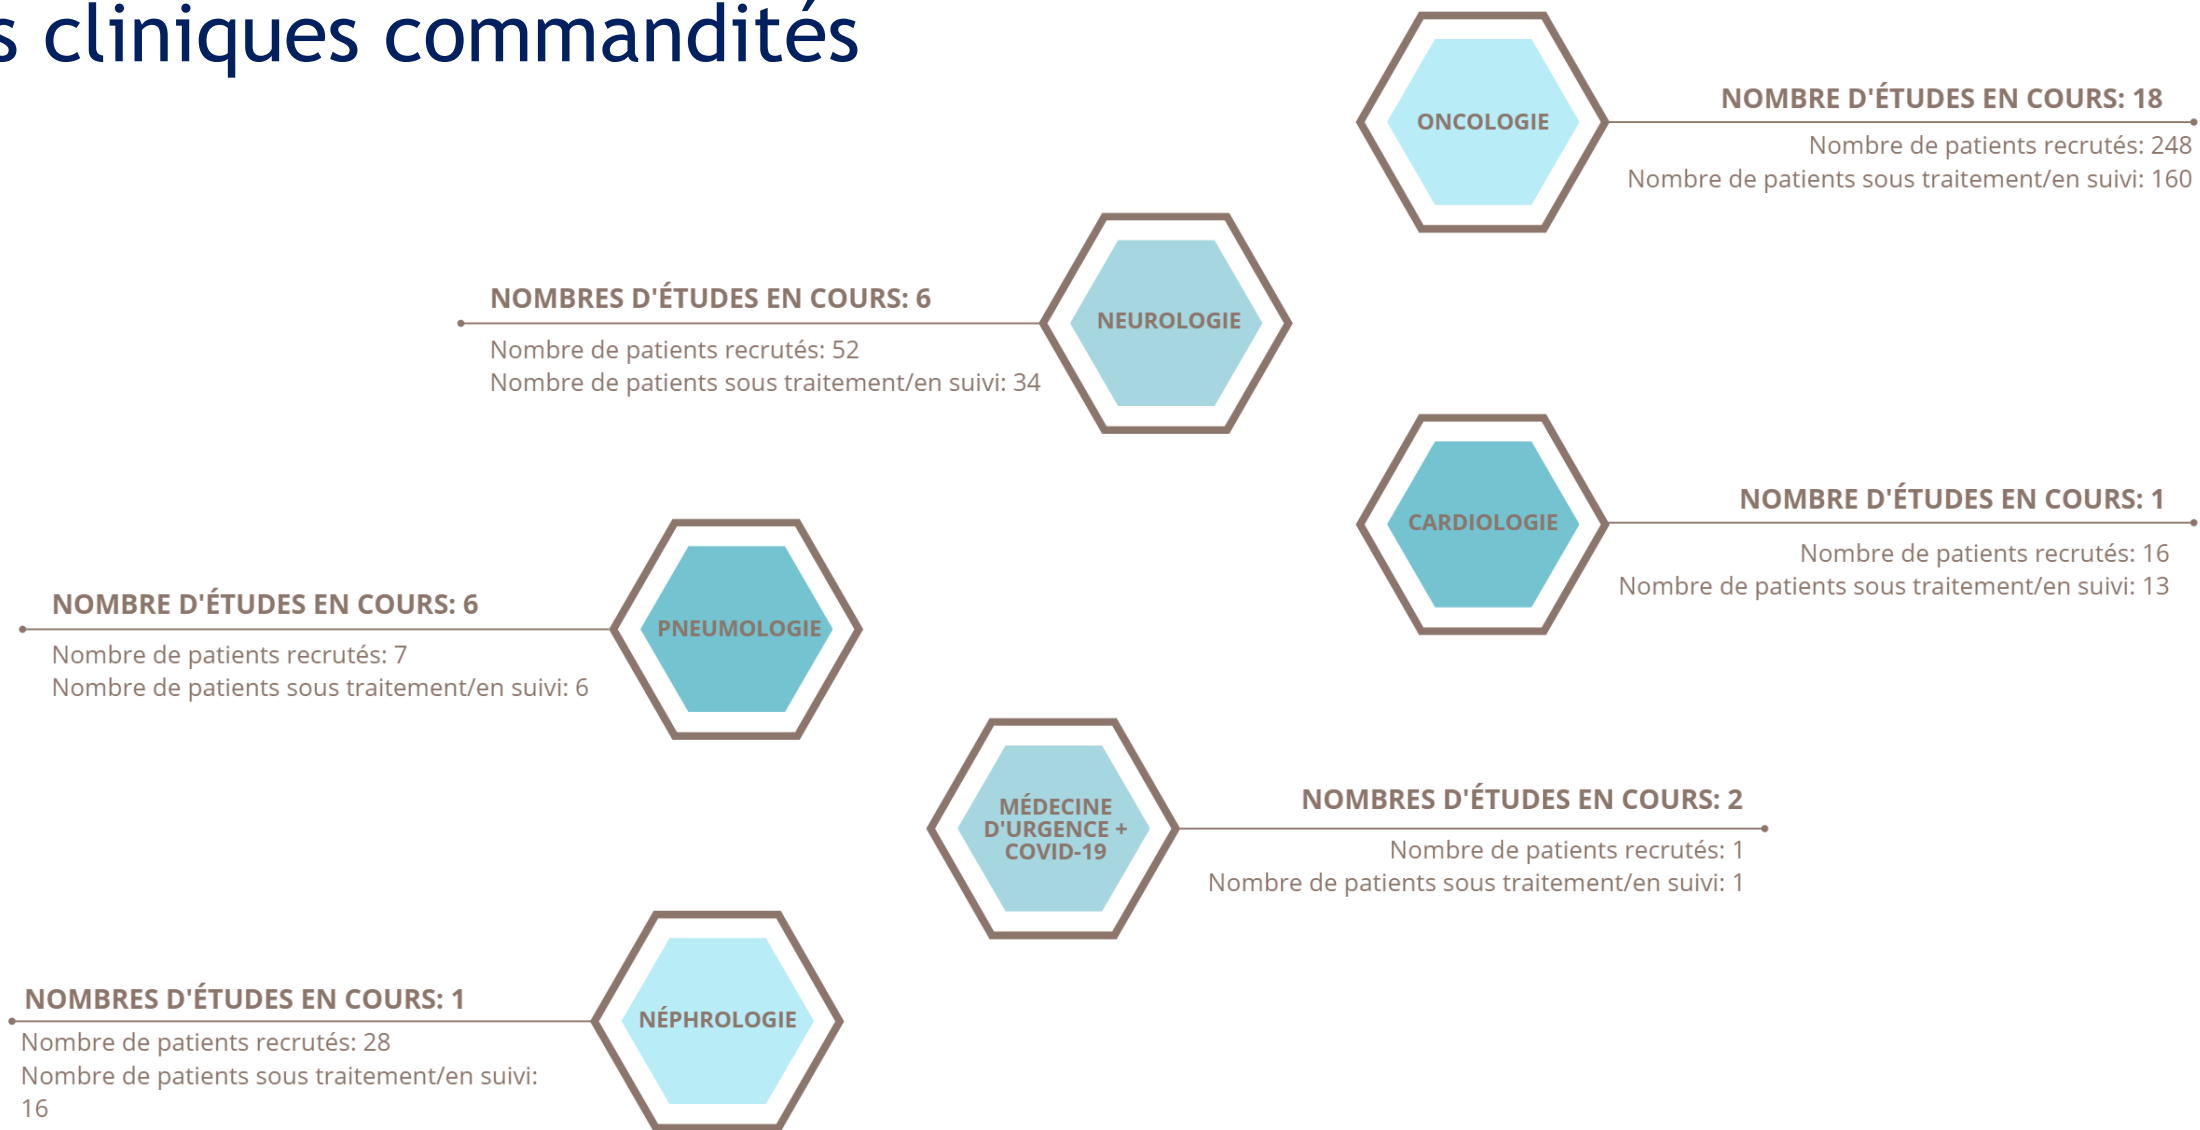 s cliniques commandités
ONCOLOGIE
NOMBRE D'ÉTUDES EN COURS: 18
Nombre de patients recrutés: 248
Nombre de patients sous traitement/en suivi: 160
NOMBRES D'ÉTUDES EN COURS: 6
Nombre de patients recrutés: 52
Nombre de patients sous traitement/en suivi: 34
NEUROLOGIE
CARDIOLOGIE
NOMBRE D'ÉTUDES EN COURS: 1
Nombre de patients recrutés: 16
Nombre de patients sous traitement/en suivi: 13
NOMBRE D'ÉTUDES EN COURS: 6
Nombre de patients recrutés: 7
Nombre de patients sous traitement/en suivi: 6
PNEUMOLOGIE
MÉDECINE
D'URGENCE +
COVID-19
NOMBRES D'ÉTUDES EN COURS: 2
Nombre de patients recrutés: 1
Nombre de patients sous traitement/en suivi: 1
NOMBRES D'ÉTUDES EN COURS: 1
Nombre de patients recrutés: 28
Nombre de patients sous traitement/en suivi:
16
NÉPHROLOGIE